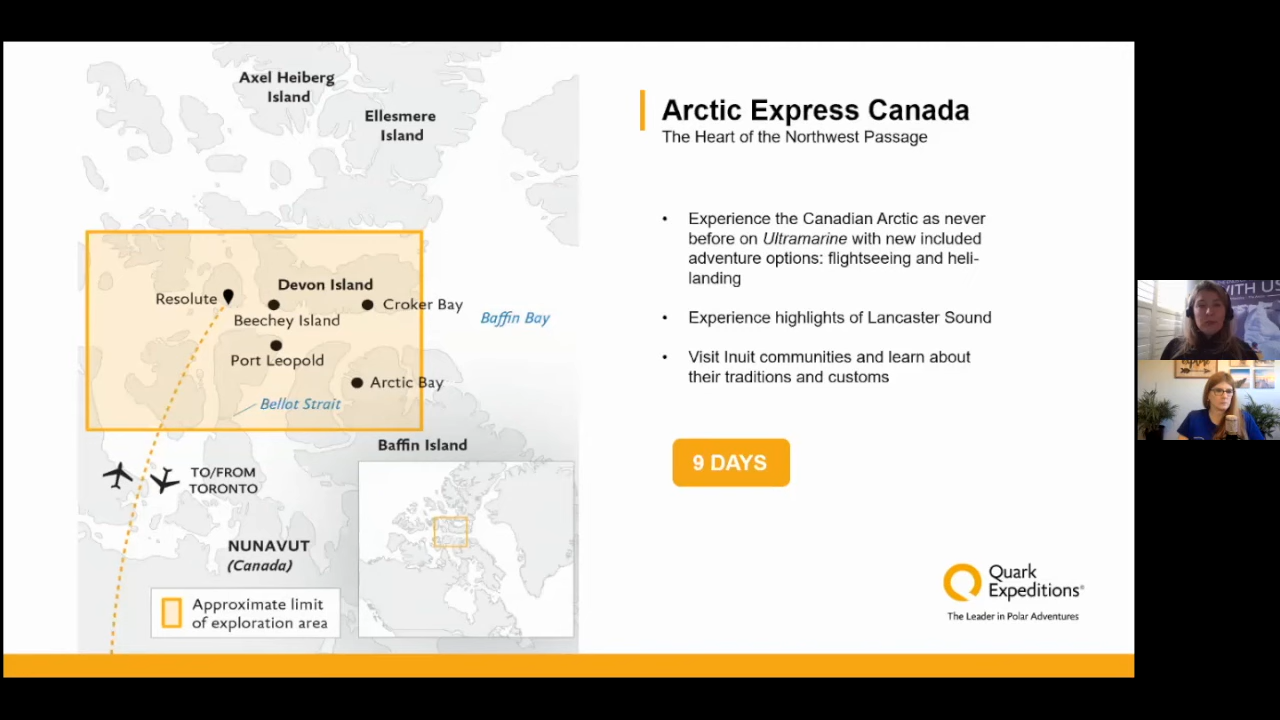 Axel Heiberg
Island
Ellesmere
Island
Resolute
Devon Island
Croker Bay
Beechey Island
Baffin Bay
Port Leopold
Arctic Bay
Bellot Strait
Baffin Island
TO/FROM
TORONTO
NUNAVUT
(Canada)
Approximate limit
of exploration area
Arctic Express Canada
The Heart of the Northwest Passage
• Experience the Canadian Arctic as never
before on Ultramarine with new included
adventure options: flightseeing and heli-
landing
• Experience highlights of Lancaster Sound
• Visit Inuit communities and learn about
their traditions and customs
9 DAYS
Quark
Expeditions®
The Leader in Polar Adventures
WITH US